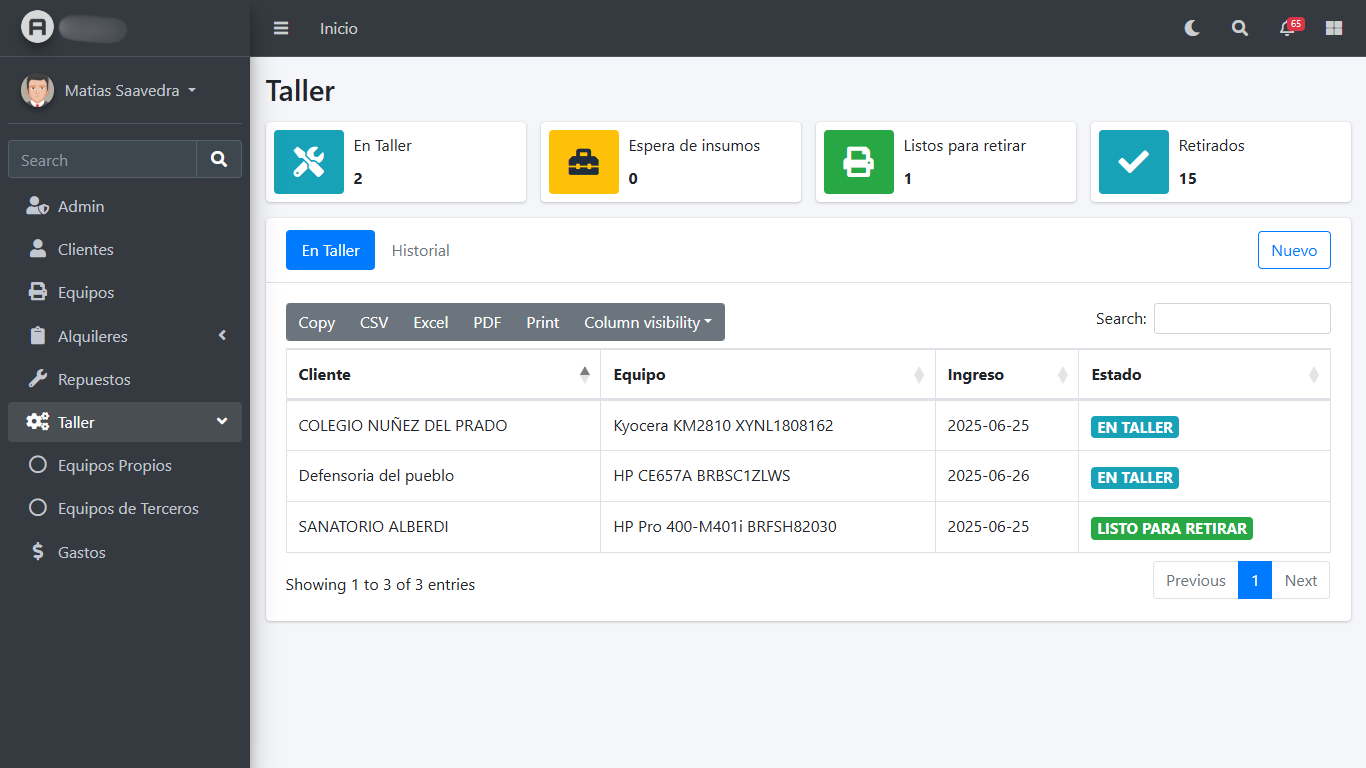 A
Inicio
65
Matias Saavedra
Search
Admin
Clientes
Equipos
Alquileres
Repuestos
Taller
Equipos Propios
Equipos de Terceros
Gastos
Taller
En Taller
2
Espera de insumos
0
Listos para retirar
1
Retirados
15
En Taller Historial Nuevo
Copy CSV Excel PDF Print Column visibility Search:
Cliente Equipo Ingreso Estado
COLEGIO NUÑEZ DEL PRADO Kyocera KM2810 XYNL1808162 2025-06-25 EN TALLER
Defensoria del pueblo HP CE657A BRBSC1ZLWS 2025-06-26 EN TALLER
SANATORIO ALBERDI HP Pro 400-M401i BRFSH82030 2025-06-25 LISTO PARA RETIRAR
Showing 1 to 3 of 3 entries Previous 1 Next